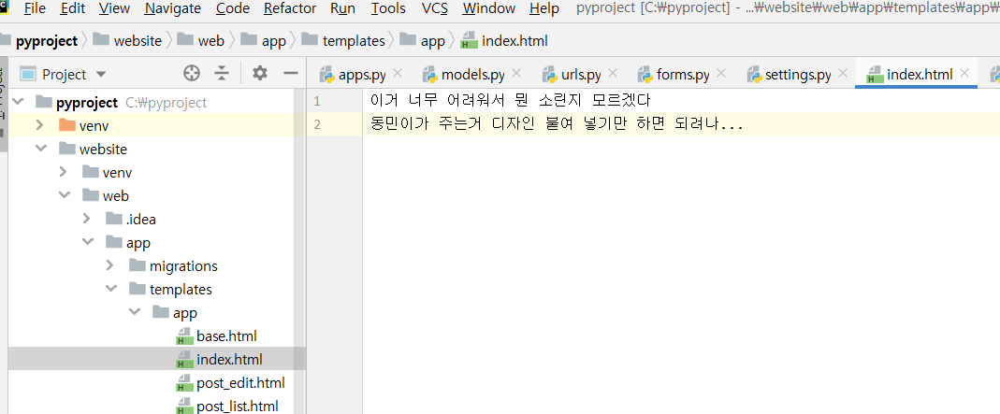 File Edit View Navigate Code Refactor Run Tools VCS Window Help pyproject [C:₩pyproject] - ...₩website₩web₩app₩templates₩app₩
pyproject website web app templates app index.html
Project apps.py models.py urls.py forms.py settings.py index.html
pyproject C:₩pyproject
venv
website
venv
web
.idea
app
migrations
templates
app
base.html
index.html
post_edit.html
post_list.html
1 이거 너무 어려워서 뭔 소린지 모르겠다
2 동민이가 주는거 디자인 붙여 넣기만 하면 되려나...